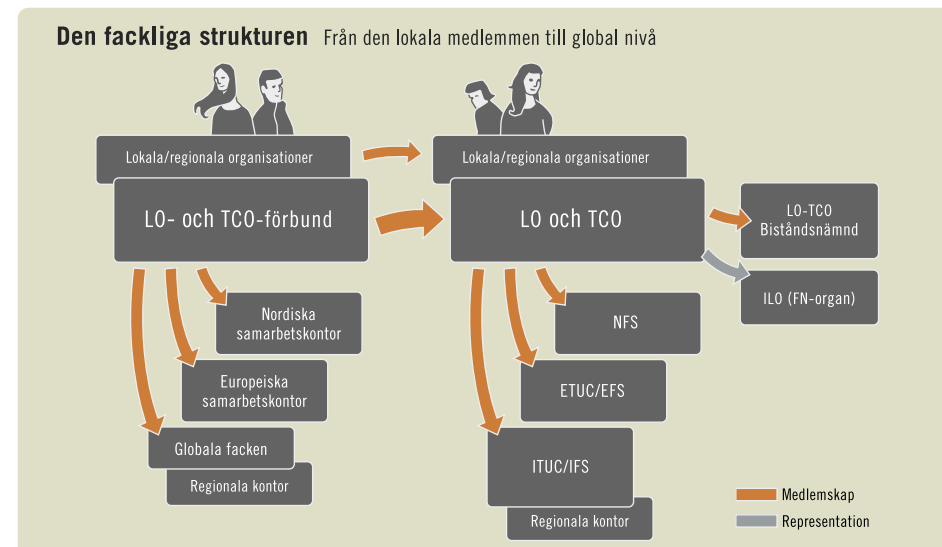 Den fackliga strukturen Från den lokala medlemmen till global nivå
Lokala/regionala organisationer
LO- och TCO-förbund
Nordiska
samarbetskontor
Europeiska
samarbetskontor
Globala facken
Regionala kontor
Lokala/regionala organisationer
LO och TCO
NFS
ETUC/EFS
ITUC/IFS
Regionala kontor
LO-TCO
Biståndsnämnd
ILO (FN-organ)
Medlemskap
Representation